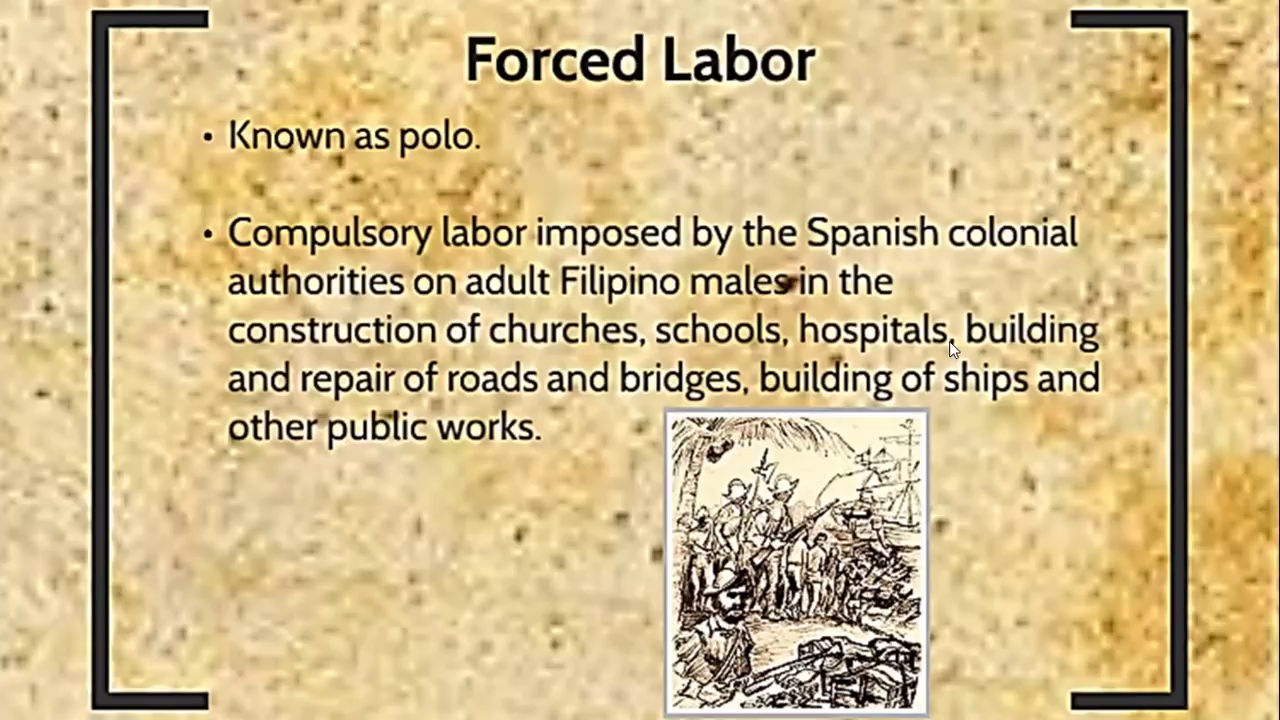 Forced Labor
• Known as polo.
• Compulsory labor imposed by the Spanish colonial
authorities on adult Filipino males in the
construction of churches, schools, hospitals, building
and repair of roads and bridges, building of ships and
other public works.